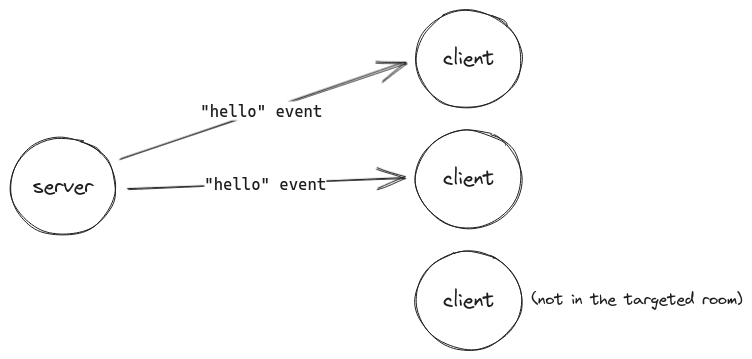 client
"hello" event
client
server
"hello" event
client
(not in the targeted room)